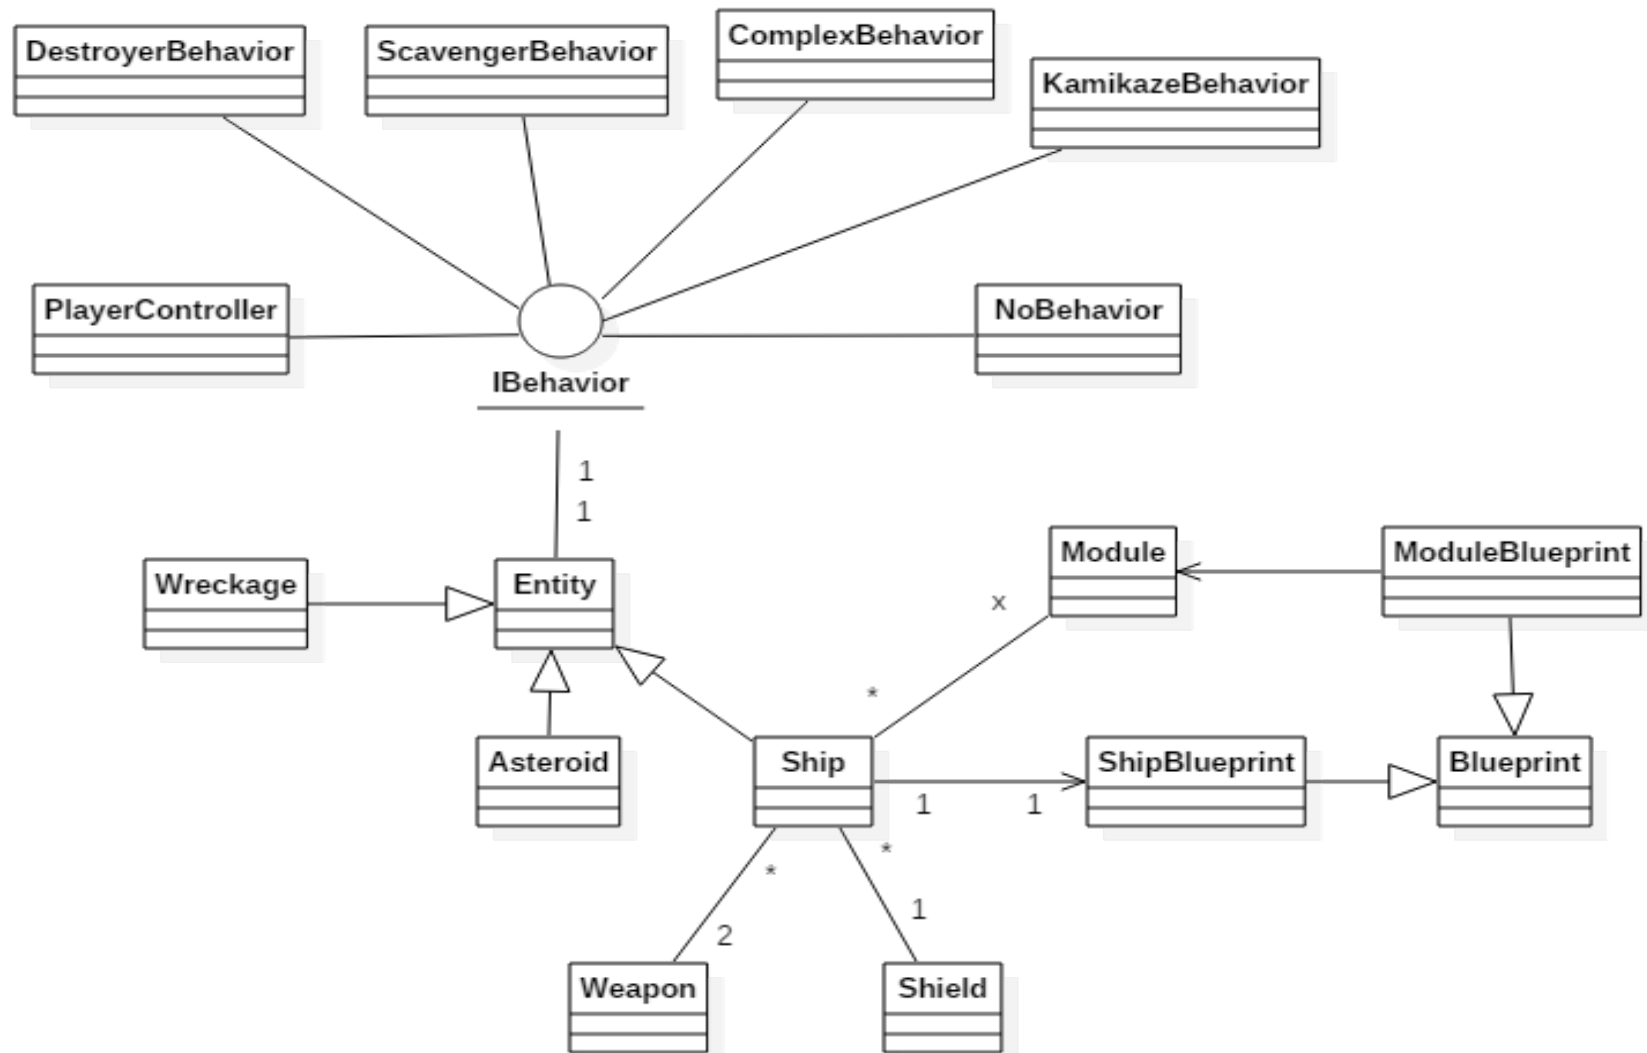 DestroyerBehavior
ScavengerBehavior
ComplexBehavior
KamikazeBehavior
PlayerController
NoBehavior
IBehavior
1
1
Wreckage
Entity
Module
ModuleBlueprint
x
*
Asteroid
Ship
ShipBlueprint
Blueprint
1
1
*
*
1
2
Weapon
Shield